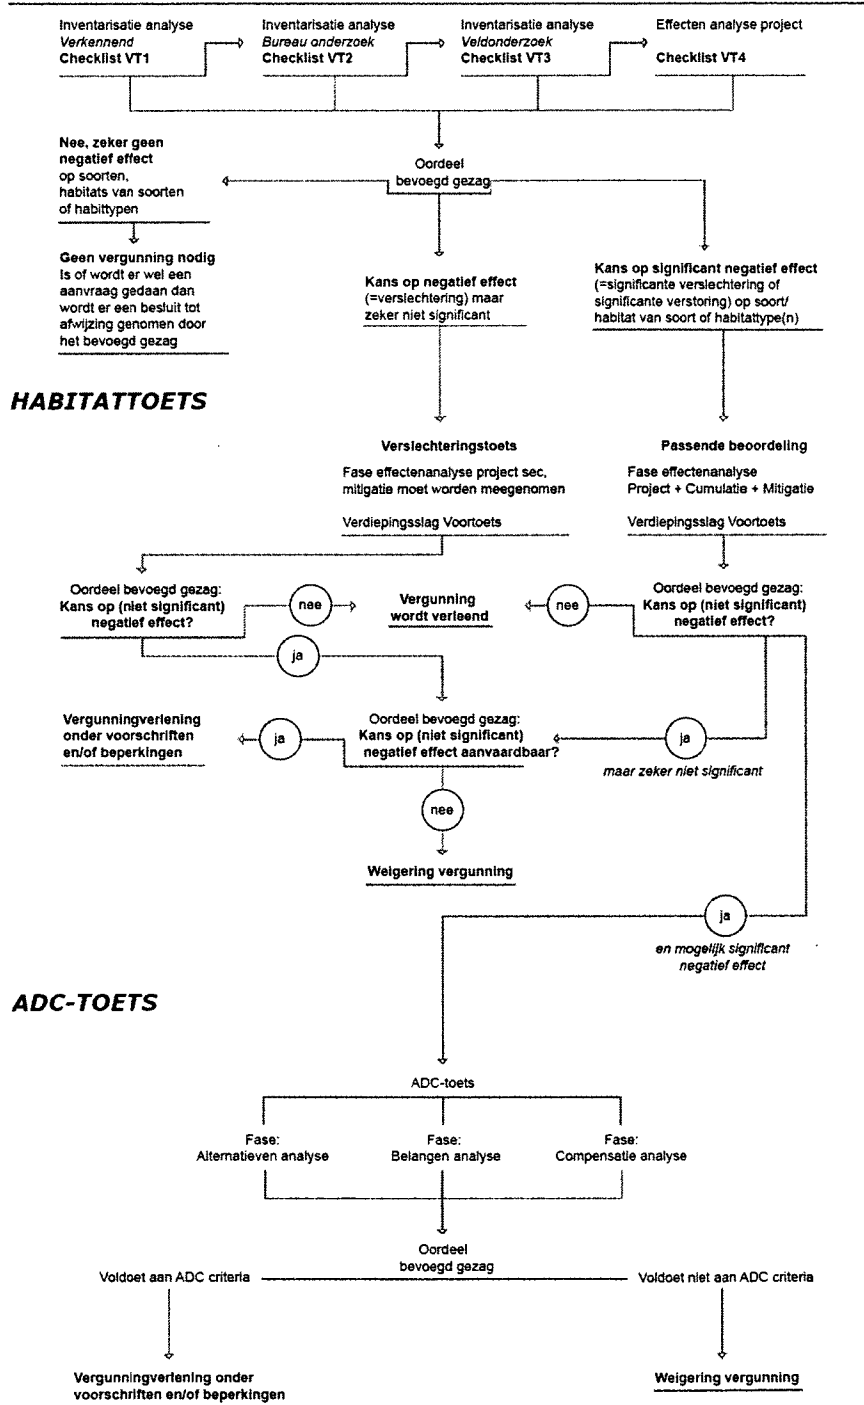 Inventarisatie analyse
Verkennend
Checklist VT1
Inventarisatie analyse
Bureau onderzoek
Checklist VT2
Inventarisatie analyse
Veldonderzoek
Checklist VT3
Effecten analyse project
Checklist VT4
Nee, zeker geen
negatief effect
op soorten,
habitats van soorten
of habittypen
Oordeel
bevoegd gezag
Geen vergunning nodig
Is of wordt er wel een
aanvraag gedaan dan
wordt er een besluit tot
afwijzing genomen door
het bevoegd gezag
Kans op negatief effect
(=verslechtering) maar
zeker niet significant
Kans op significant negatief effect
(=significante verslechtering of
significante verstoring) op soort/
habitat van soort of habitattype(n)
HABITATTOETS
Verslechteringstoets
Fase effectenanalyse project sec,
mitigatie moet worden meegenomen
Verdiepingsslag Voortoets
Passende beoordeling
Fase effectenanalyse
Project + Cumulatie + Mitigatie
Verdiepingsslag Voortoets
Oordeel bevoegd gezag:
Kans op (niet significant)
negatief effect?
nee
Vergunning
wordt verleend
nee
Oordeel bevoegd gezag:
Kans op (niet significant)
negatief effect?
ja
Vergunningverlening
onder voorschriften
en/of beperkingen
ja
Oordeel bevoegd gezag:
Kans op (niet significant)
negatief effect aanvaardbaar?
ja
maar zeker niet significant
nee
Weigering vergunning
ja
en mogelijk significant
negatief effect
ADC-TOETS
ADC-toets
Fase:
Alternatieven analyse
Fase:
Belangen analyse
Fase:
Compensatie analyse
Oordeel
bevoegd gezag
Voldoet aan ADC criteria
Voldoet niet aan ADC criteria
Vergunningverlening onder
voorschriften en/of beperkingen
Weigering vergunning